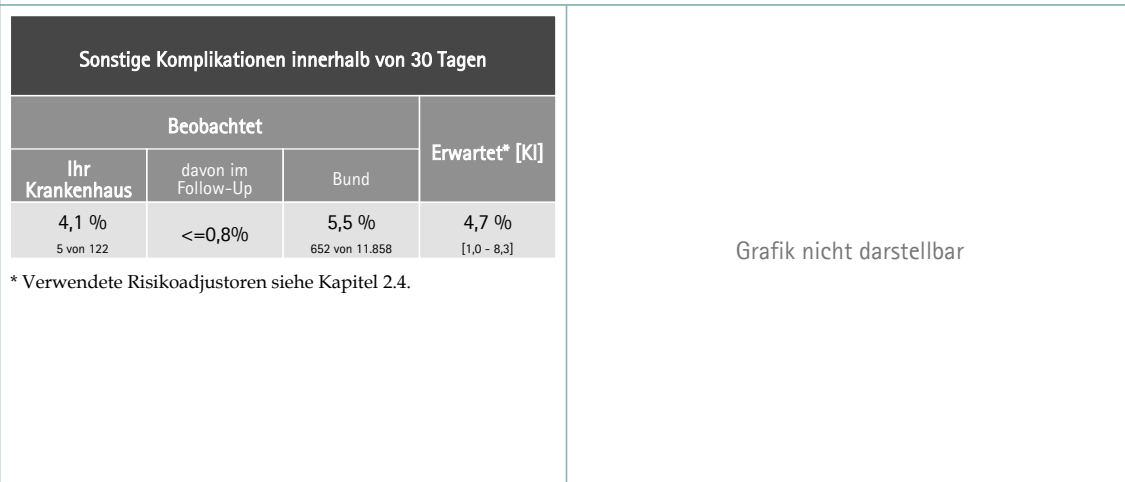 Sonstige Komplikationen innerhalb von 30 Tagen
Beobachtet
Erwartet* [KI]
Ihr
Krankenhaus
davon im
Follow-Up
Bund
4,1 %
5 von 122
<=0,8%
5,5 %
652 von 11.858
4,7 %
[1,0 - 8,3]
* Verwendete Risikoadjustoren siehe Kapitel 2.4.
Grafik nicht darstellbar